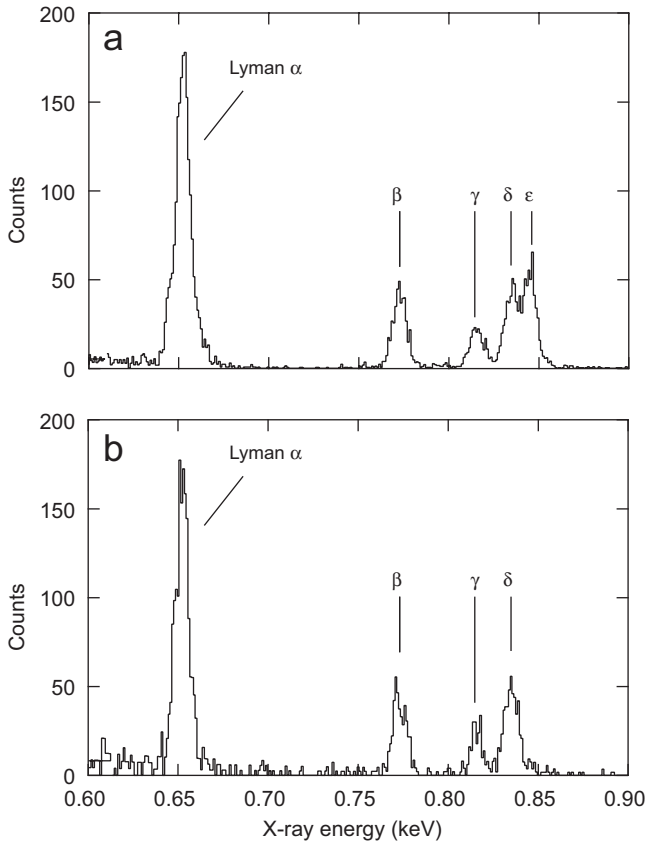 200
a
Lyman α
150
Counts
100
β
γ
δ
ε
50
0
200
b
Lyman α
150
Counts
100
β
γ
δ
50
0
0.60
0.65
0.70
0.75
0.80
0.85
0.90
X-ray energy (keV)